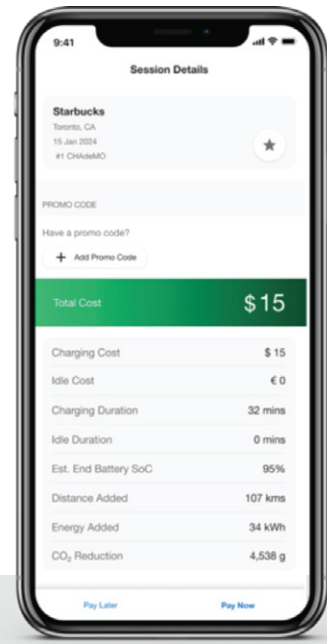 9:41
Session Details
Starbucks
Toronto, CA
15 Jan 2024
#1 CHAdeMO
PROMO CODE
Have a promo code?
+ Add Promo Code
Total Cost $15
Charging Cost $ 15
Idle Cost € 0
Charging Duration 32 mins
Idle Duration 0 mins
Est. End Battery SoC 95%
Distance Added 107 kms
Energy Added 34 kWh
CO₂ Reduction 4,538 g
Pay Later Pay Now